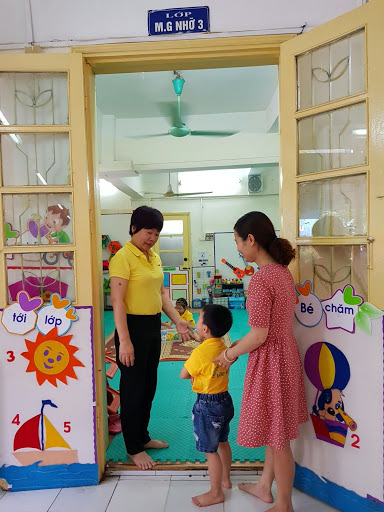 LỚP
M.G NHỠ 3
tới lớp
Bé chăm
3
4
5
2